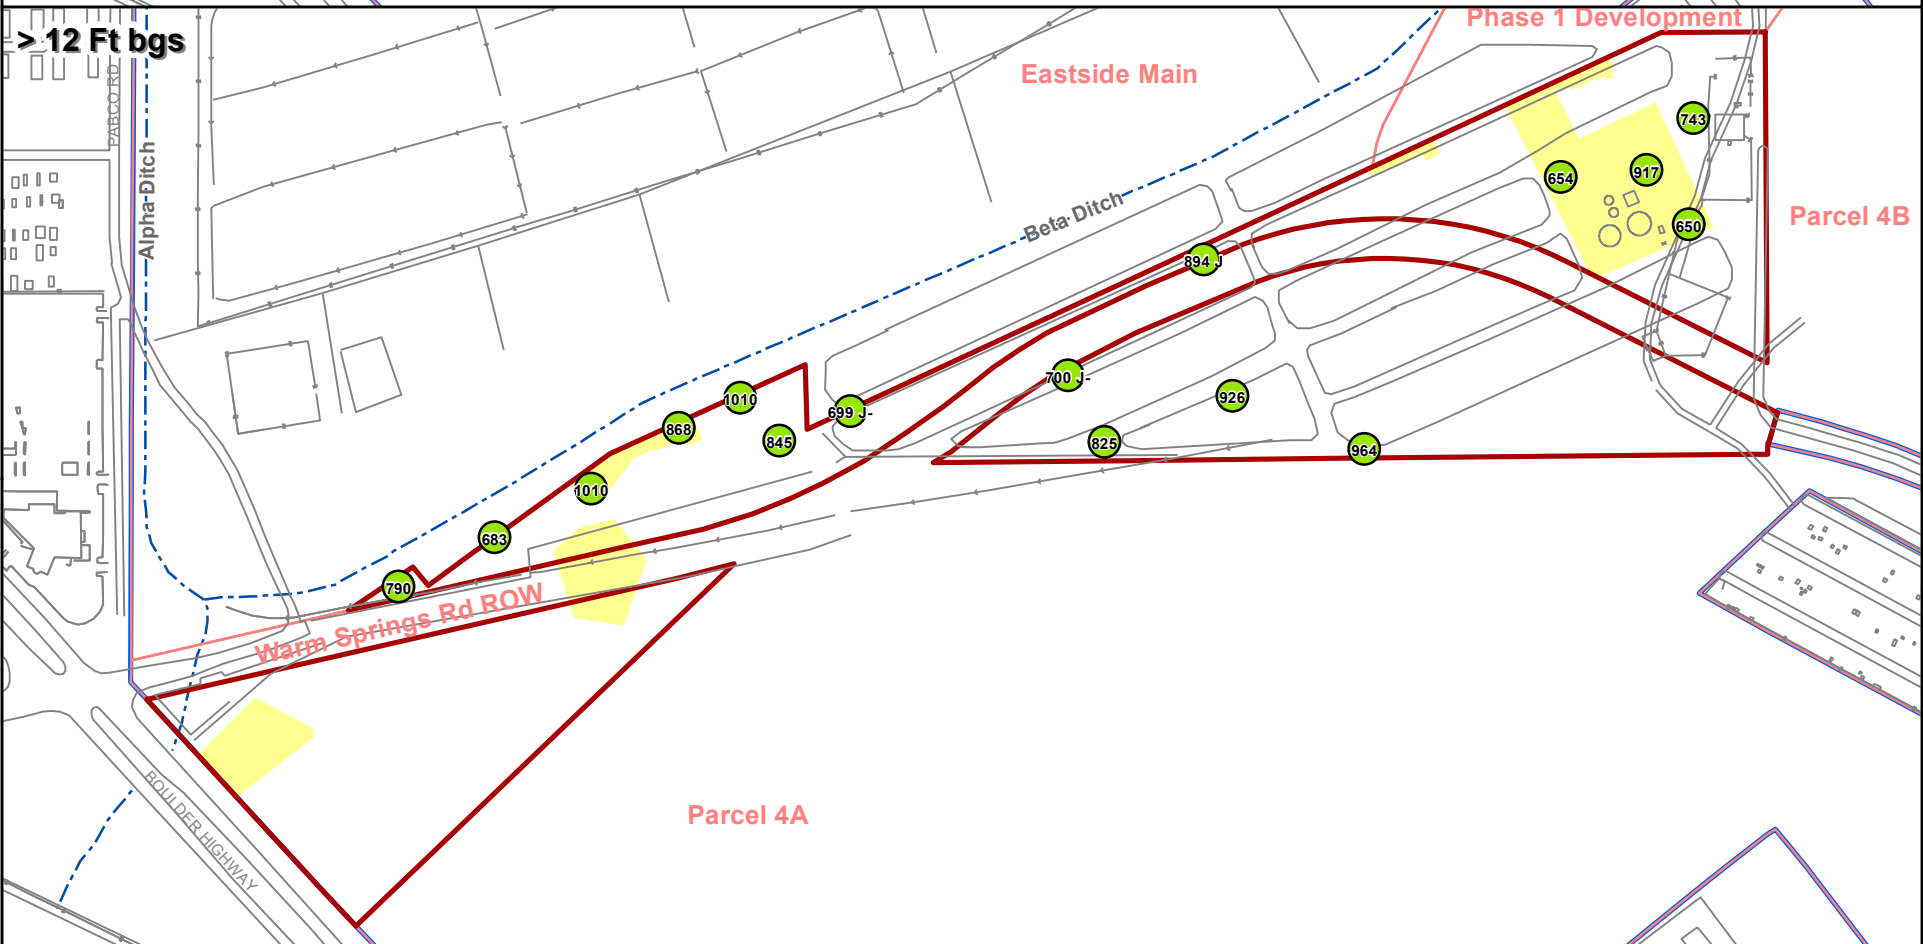 Phase 1 Development
> 12 Ft bgs
PABCO RD
Eastside Main
743
Alpha Ditch
654
917
Beta Ditch
Parcel 4B
650
894 J
700 J-
1010
926
699 J-
868
845
825
964
1010
683
790
Warm Springs Rd ROW
Parcel 4A
BOULDER HIGHWAY